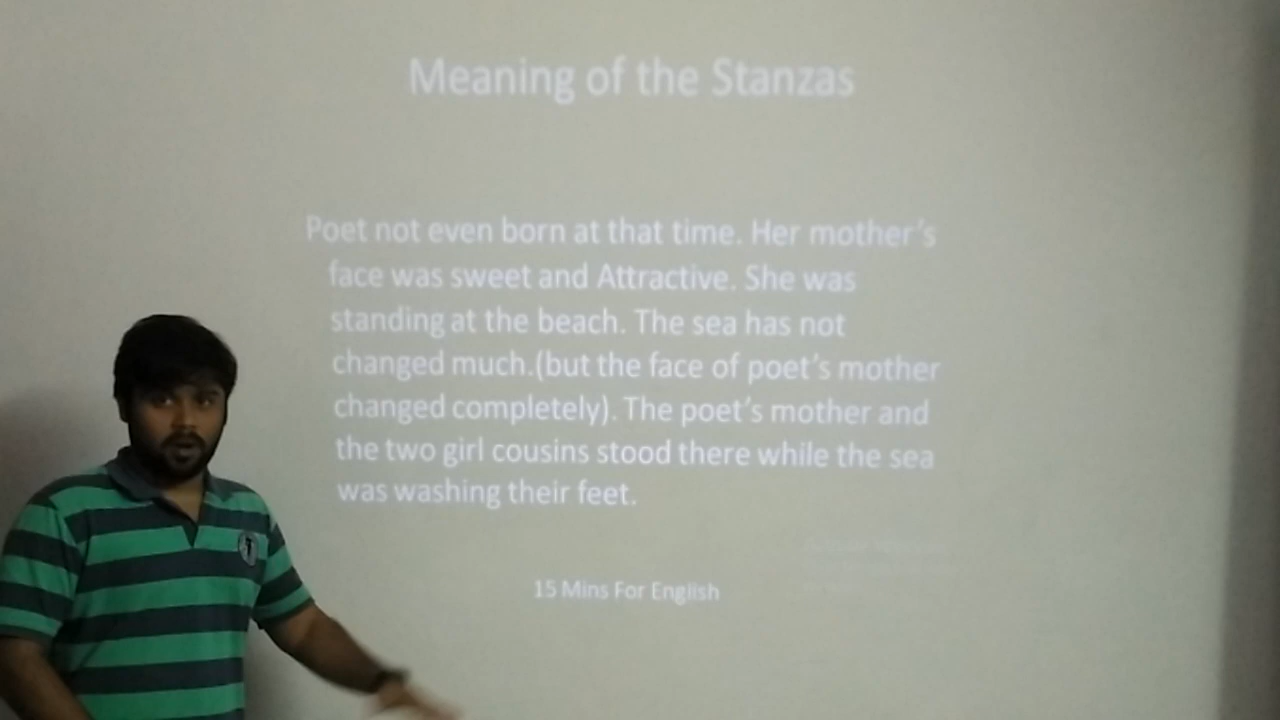 Meaning of the Stanzas
Poet not even born at that time. Her mother's
face was sweet and Attractive. She was
standing at the beach. The sea has not
changed much.(but the face of poet's mother
changed completely). The poet's mother and
the two girl cousins stood there while the sea
was washing their feet.
15 Mins For English